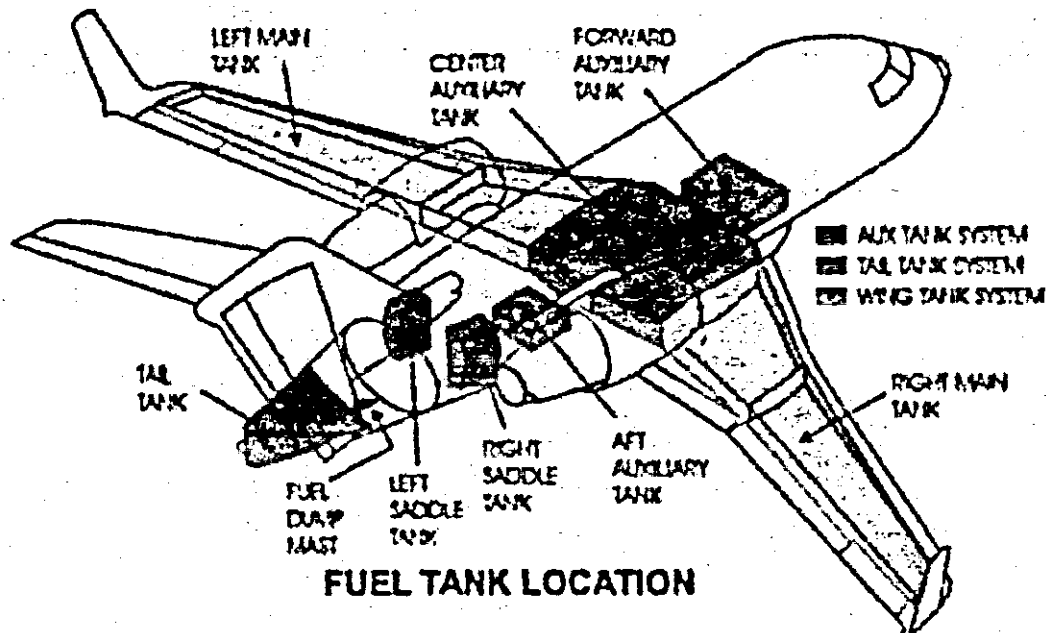 LEFT MAIN
TANK
CENTER
AUXILIARY
TANK
FORWARD
AUXILIARY
TANK
AUX TANK SYSTEM
TAIL TANK SYSTEM
WING TANK SYSTEM
TAIL
TANK
RIGHT MAIN
TANK
FUEL
DUMP
MAST
LEFT
SADDLE
TANK
RIGHT
SADDLE
TANK
AFT
AUXILIARY
TANK
FUEL TANK LOCATION